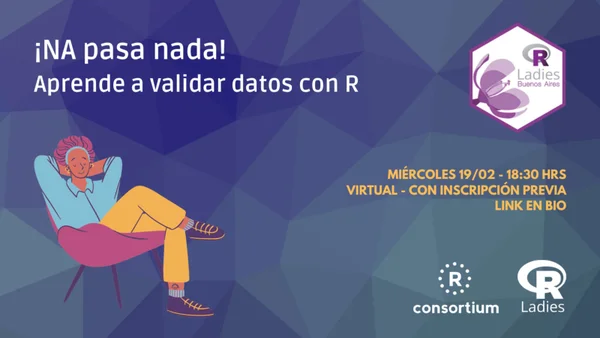 ¡NA pasa nada!
Aprende a validar datos con R
R
Ladies
Buenos Aires
MIÉRCOLES 19/02 - 18:30 HRS
VIRTUAL - CON INSCRIPCIÓN PREVIA
LINK EN BIO
R
consortium
R
Ladies